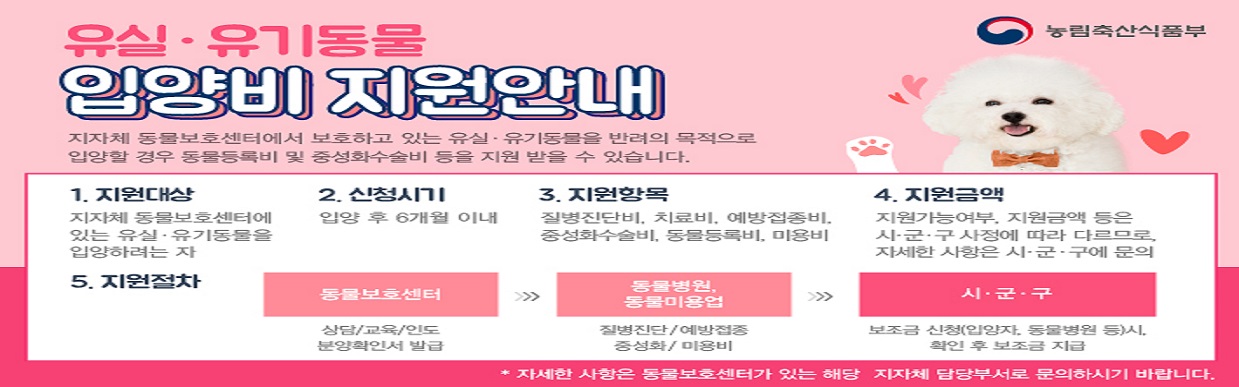 유실·유기동물
농림축산식품부
입양비 지원안내
지자체 동물보호센터에서 보호하고 있는 유실·유기동물을 반려의 목적으로
입양할 경우 동물등록비 및 중성화수술비 등을 지원 받을 수 있습니다.
1. 지원대상
지자체 동물보호센터에
있는 유실·유기동물을
입양하려는 자
2. 신청시기
입양 후 6개월 이내
3. 지원항목
질병진단비, 치료비, 예방접종비,
중성화수술비, 동물등록비, 미용비
4. 지원금액
지원가능여부, 지원금액 등은
시·군·구 사정에 따라 다르므로,
자세한 사항은 시·군·구에 문의
5. 지원절차
동물보호센터
상담/교육/인도
분양확인서 발급
>>>
동물병원,
동물미용업
질병진단/예방접종
중성화/ 미용비
>>>
시·군·구
보조금 신청(입양자, 동물병원 등)시,
확인 후 보조금 지급
* 자세한 사항은 동물보호센터가 있는 해당 지자체 담당부서로 문의하시기 바랍니다.